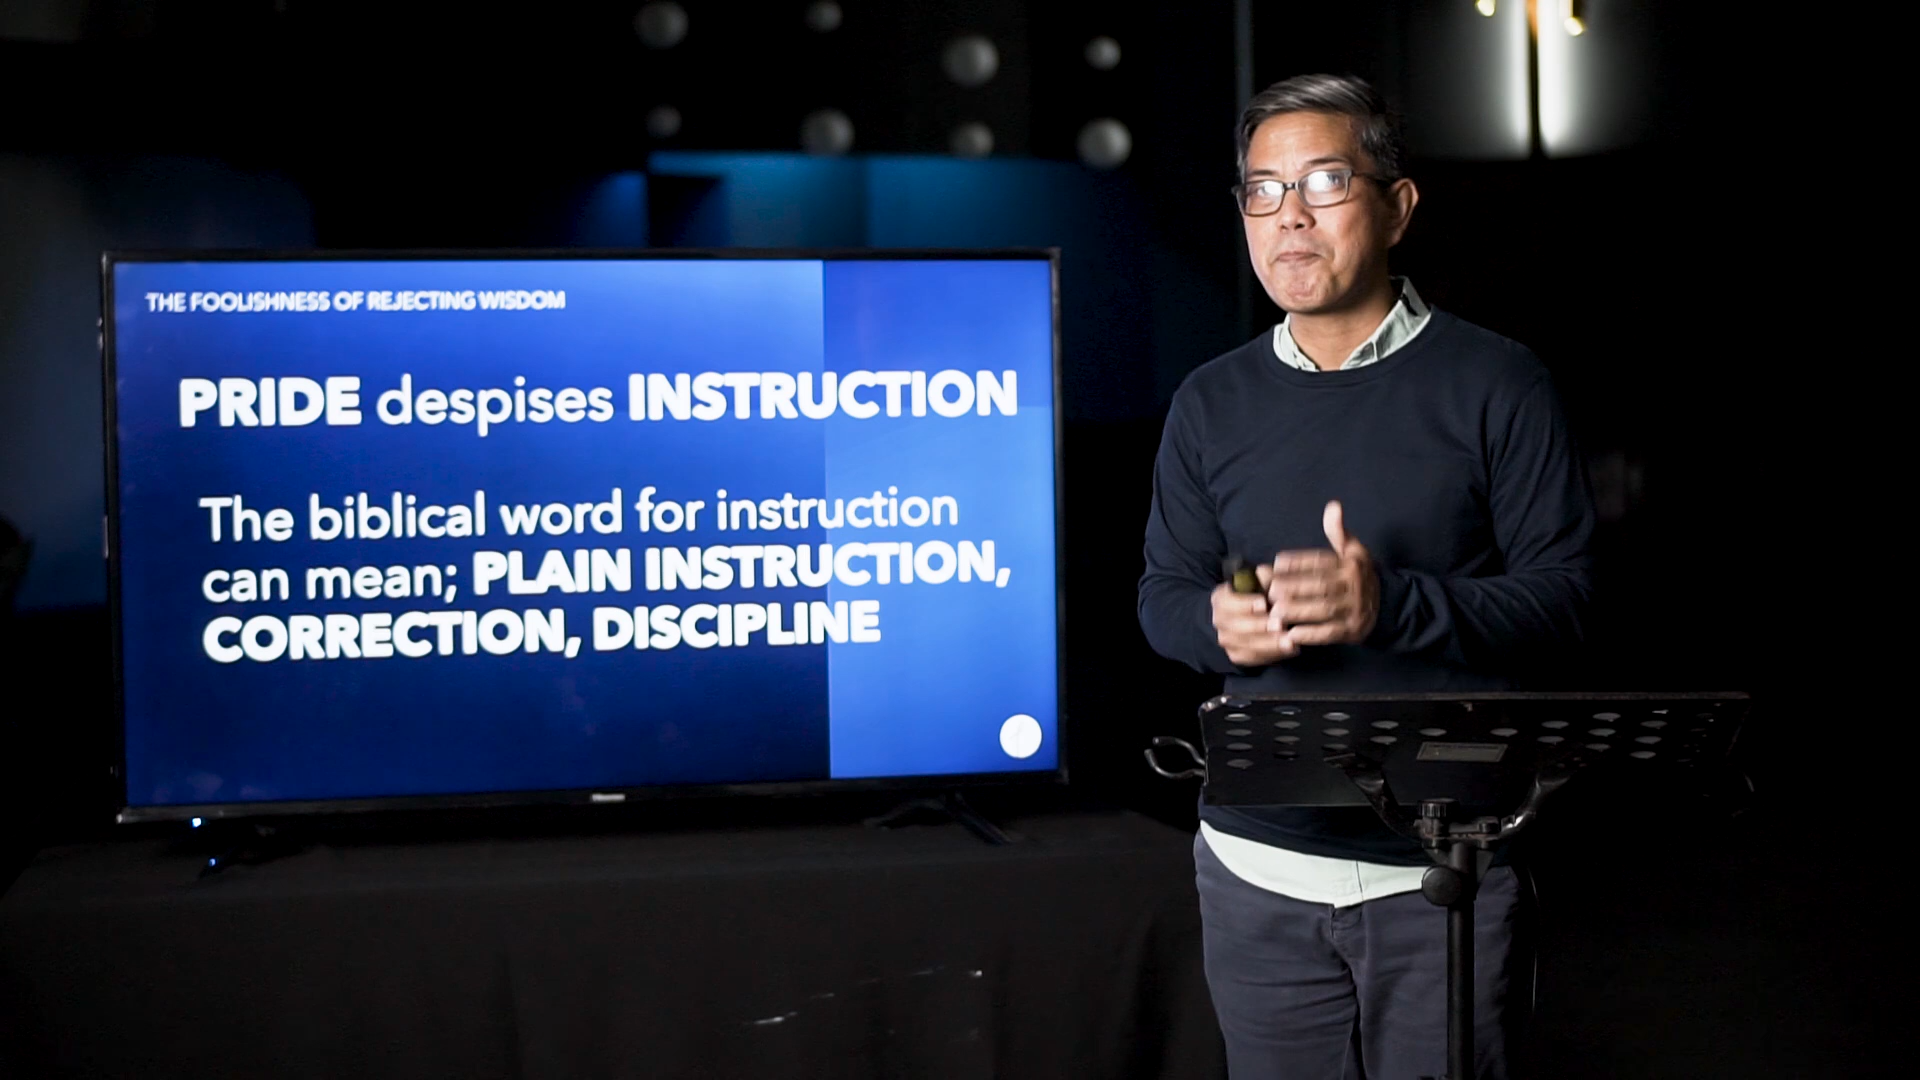 THE FOOLISHNESS OF REJECTING WISDOM
PRIDE despises INSTRUCTION
The biblical word for instruction
can mean; PLAIN INSTRUCTION,
CORRECTION, DISCIPLINE